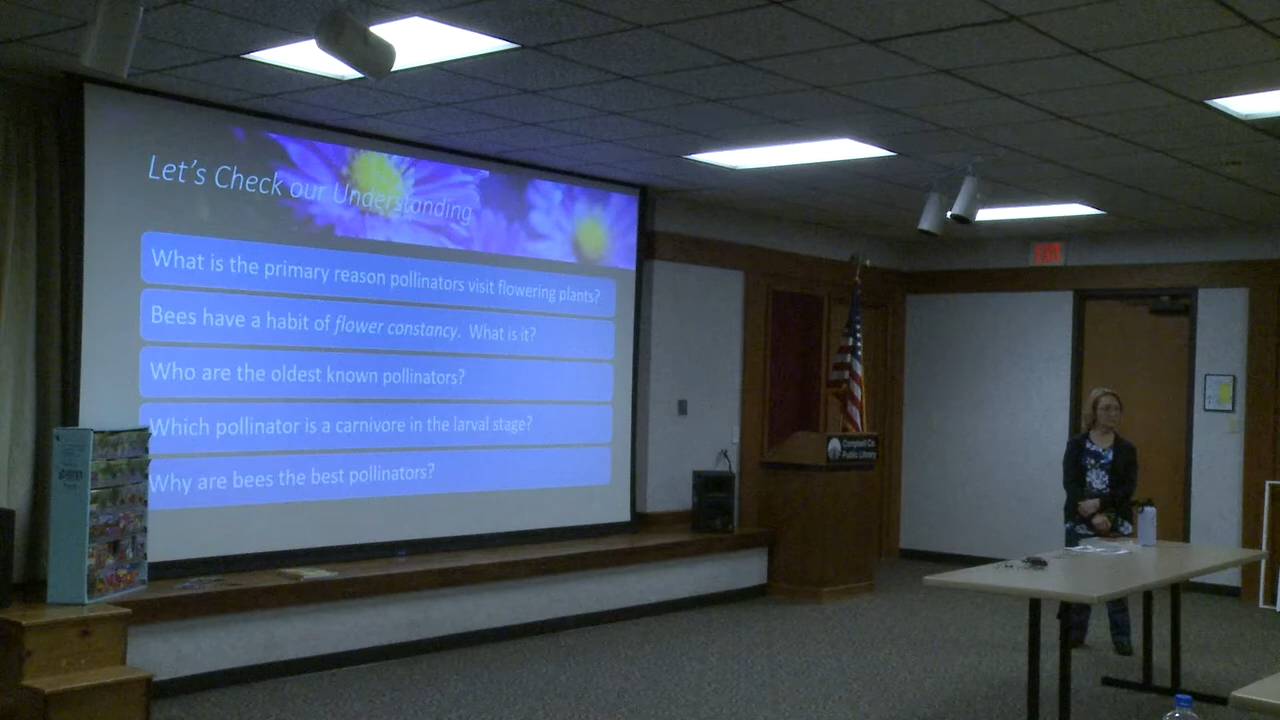 Let's Check our Understanding
What is the primary reason pollinators visit flowering plants?
Bees have a habit of flower constancy. What is it?
Who are the oldest known pollinators?
Which pollinator is a carnivore in the larval stage?
Why are bees the best pollinators?
EXIT
Campbell Co.
Public Library